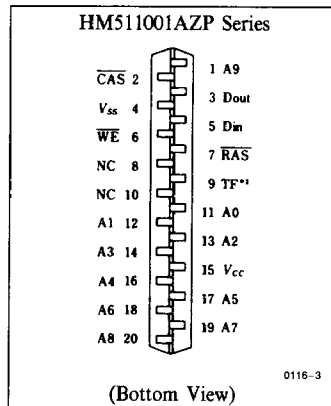 HM511001AZP Series
1 A9
CAS 2
3 Dout
Vss 4
5 Din
WE 6
7 RAS
NC 8
9 TF*1
NC 10
11 A0
A1 12
13 A2
A3 14
15 Vcc
A4 16
17 A5
A6 18
19 A7
A8 20
0116-3
(Bottom View)